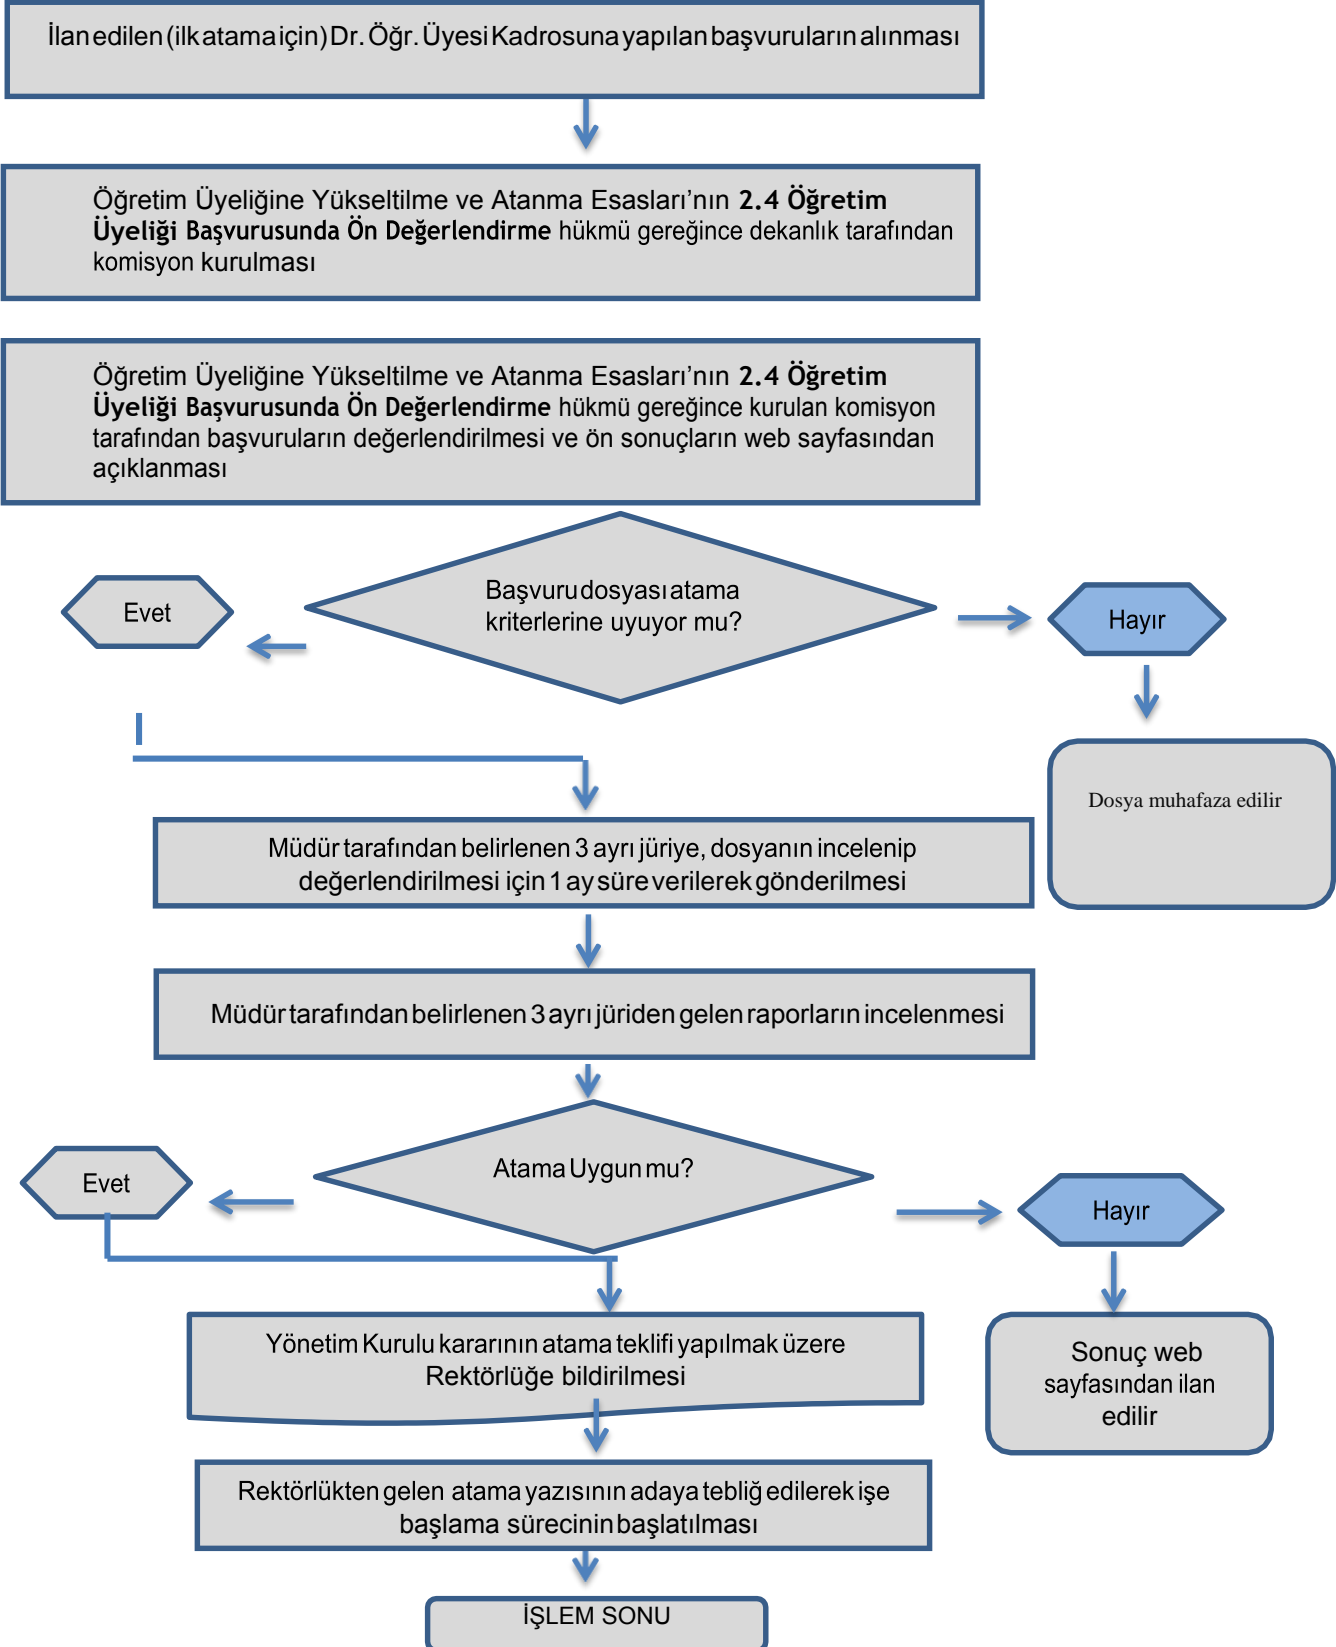 İlan edilen (ilk atama için) Dr. Öğr. Üyesi Kadrosuna yapılan başvuruların alınması
Öğretim Üyeliğine Yükseltilme ve Atanma Esasları’nın 2.4 Öğretim
Üyeliği Başvurusunda Ön Değerlendirme hükmü gereğince dekanlık tarafından
komisyon kurulması
Öğretim Üyeliğine Yükseltilme ve Atanma Esasları’nın 2.4 Öğretim
Üyeliği Başvurusunda Ön Değerlendirme hükmü gereğince kurulan komisyon
tarafından başvuruların değerlendirilmesi ve ön sonuçların web sayfasından
açıklanması
Başvuru dosyası atama
kriterlerine uyuyor mu?
Evet
Hayır
Dosya muhafaza edilir
Müdür tarafından belirlenen 3 ayrı jüriye, dosyanın incelenip
değerlendirilmesi için 1 ay süre verilerek gönderilmesi
Müdür tarafından belirlenen 3 ayrı jüriden gelen raporların incelenmesi
Atama Uygun mu?
Evet
Hayır
Yönetim Kurulu kararının atama teklifi yapılmak üzere
Rektörlüğe bildirilmesi
Sonuç web
sayfasından ilan
edilir
Rektörlükten gelen atama yazısının adaya tebliğ edilerek işe
başlama sürecinin başlatılması
İŞLEM SONU